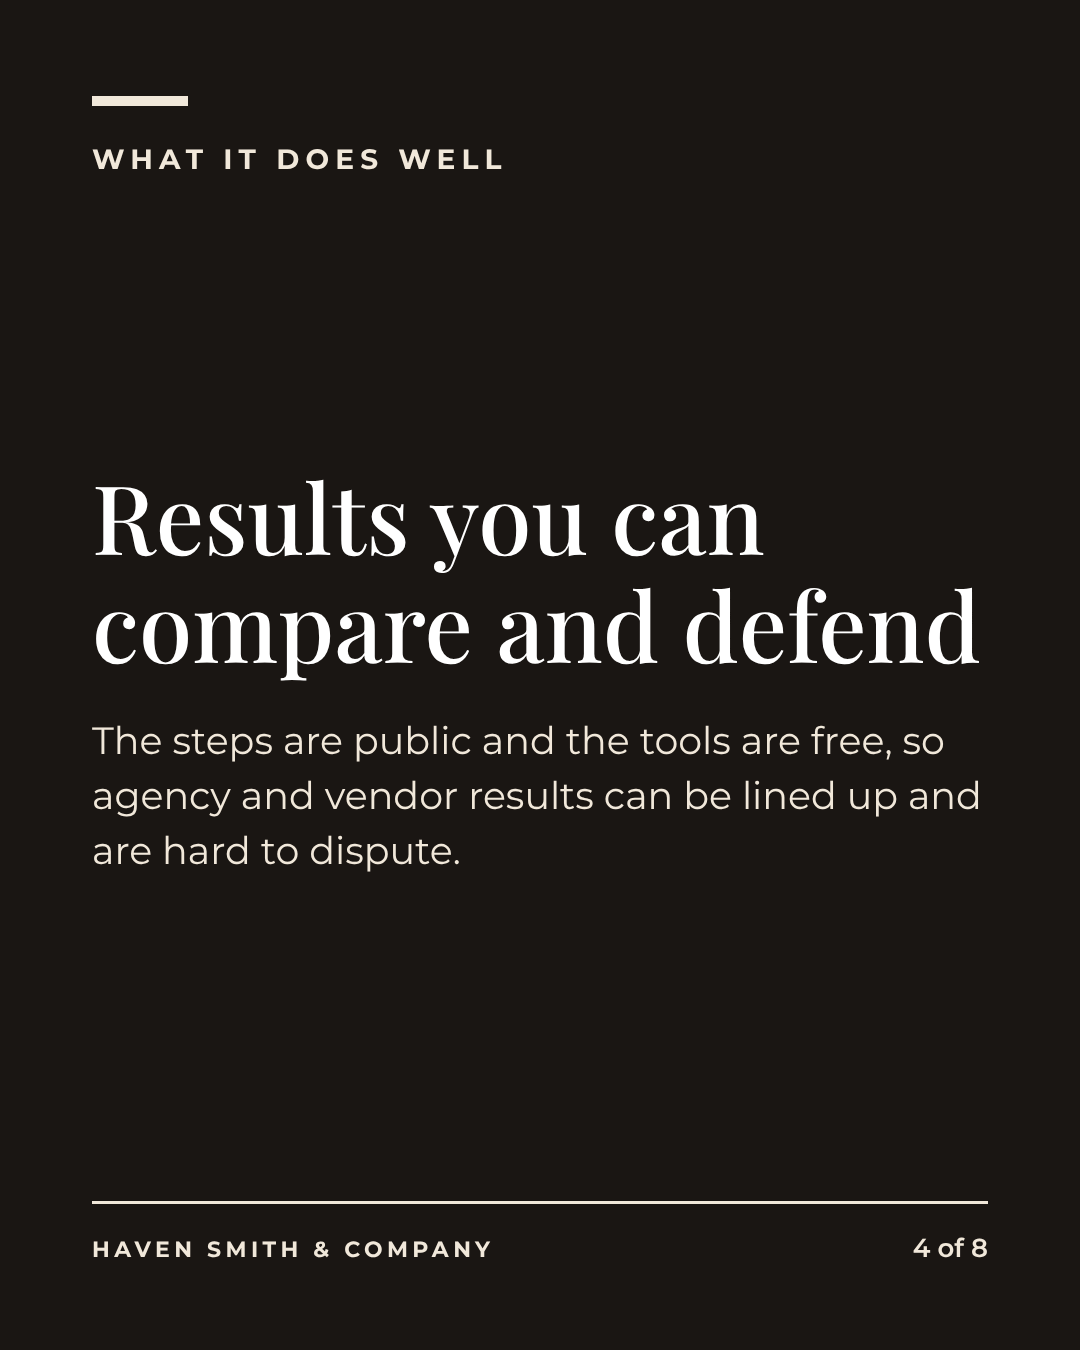 WHAT IT DOES WELL
Results you can
compare and defend
The steps are public and the tools are free, so
agency and vendor results can be lined up and
are hard to dispute.
HAVEN SMITH & COMPANY
4 of 8